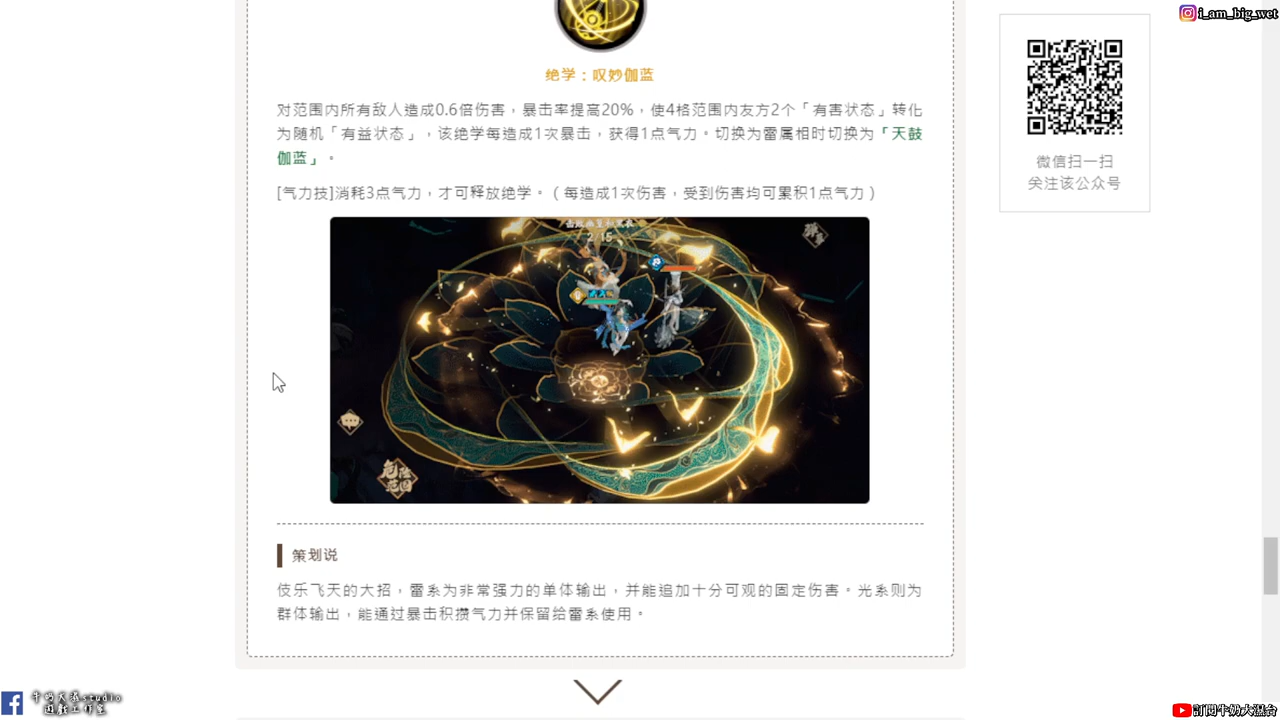 i_am_big_wet
绝学：叹妙伽蓝
对范围内所有敌人造成0.6倍伤害，暴击率提高20%，使4格范围内友方2个「有害状态」转化
为随机「有益状态」，该绝学每造成1次暴击，获得1点气力。切换为雷属相时切换为「天鼓
伽蓝」。
[气力技]消耗3点气力，才可释放绝学。（每造成1次伤害，受到伤害均可累积1点气力）
2/15
微信扫一扫
关注该公众号
策划说
伎乐飞天的大招，雷系为非常强力的单体输出，并能追加十分可观的固定伤害。光系则为
群体输出，能通过暴击积攒气力并保留给雷系使用。
studio
遊戲工作室
訂閱牛奶大混台